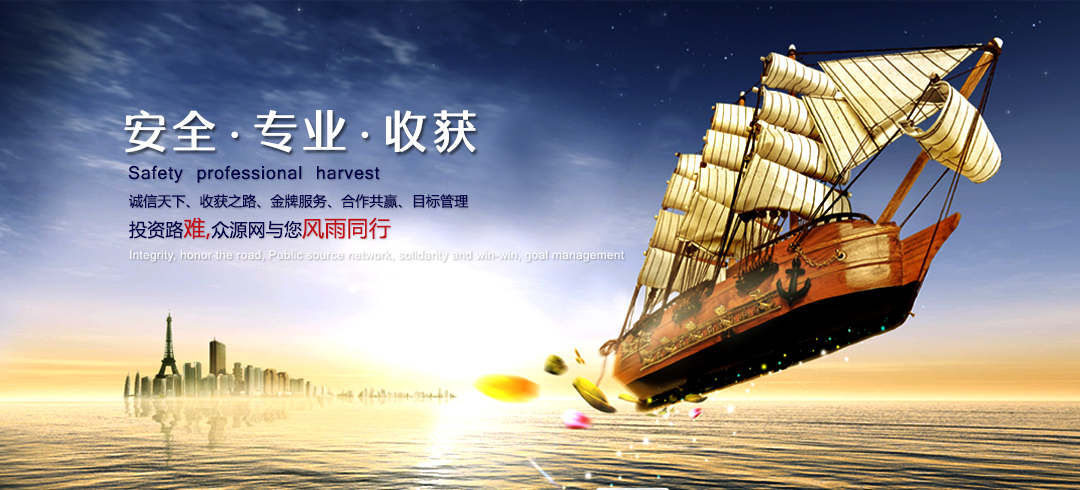 安全·专业·收获
Safety professional harvest
诚信天下、收获之路、金牌服务、合作共赢、目标管理
投资路难,众源网与您风雨同行
Integrity, honor the road, Public source network, solidarity and win-win, goal management